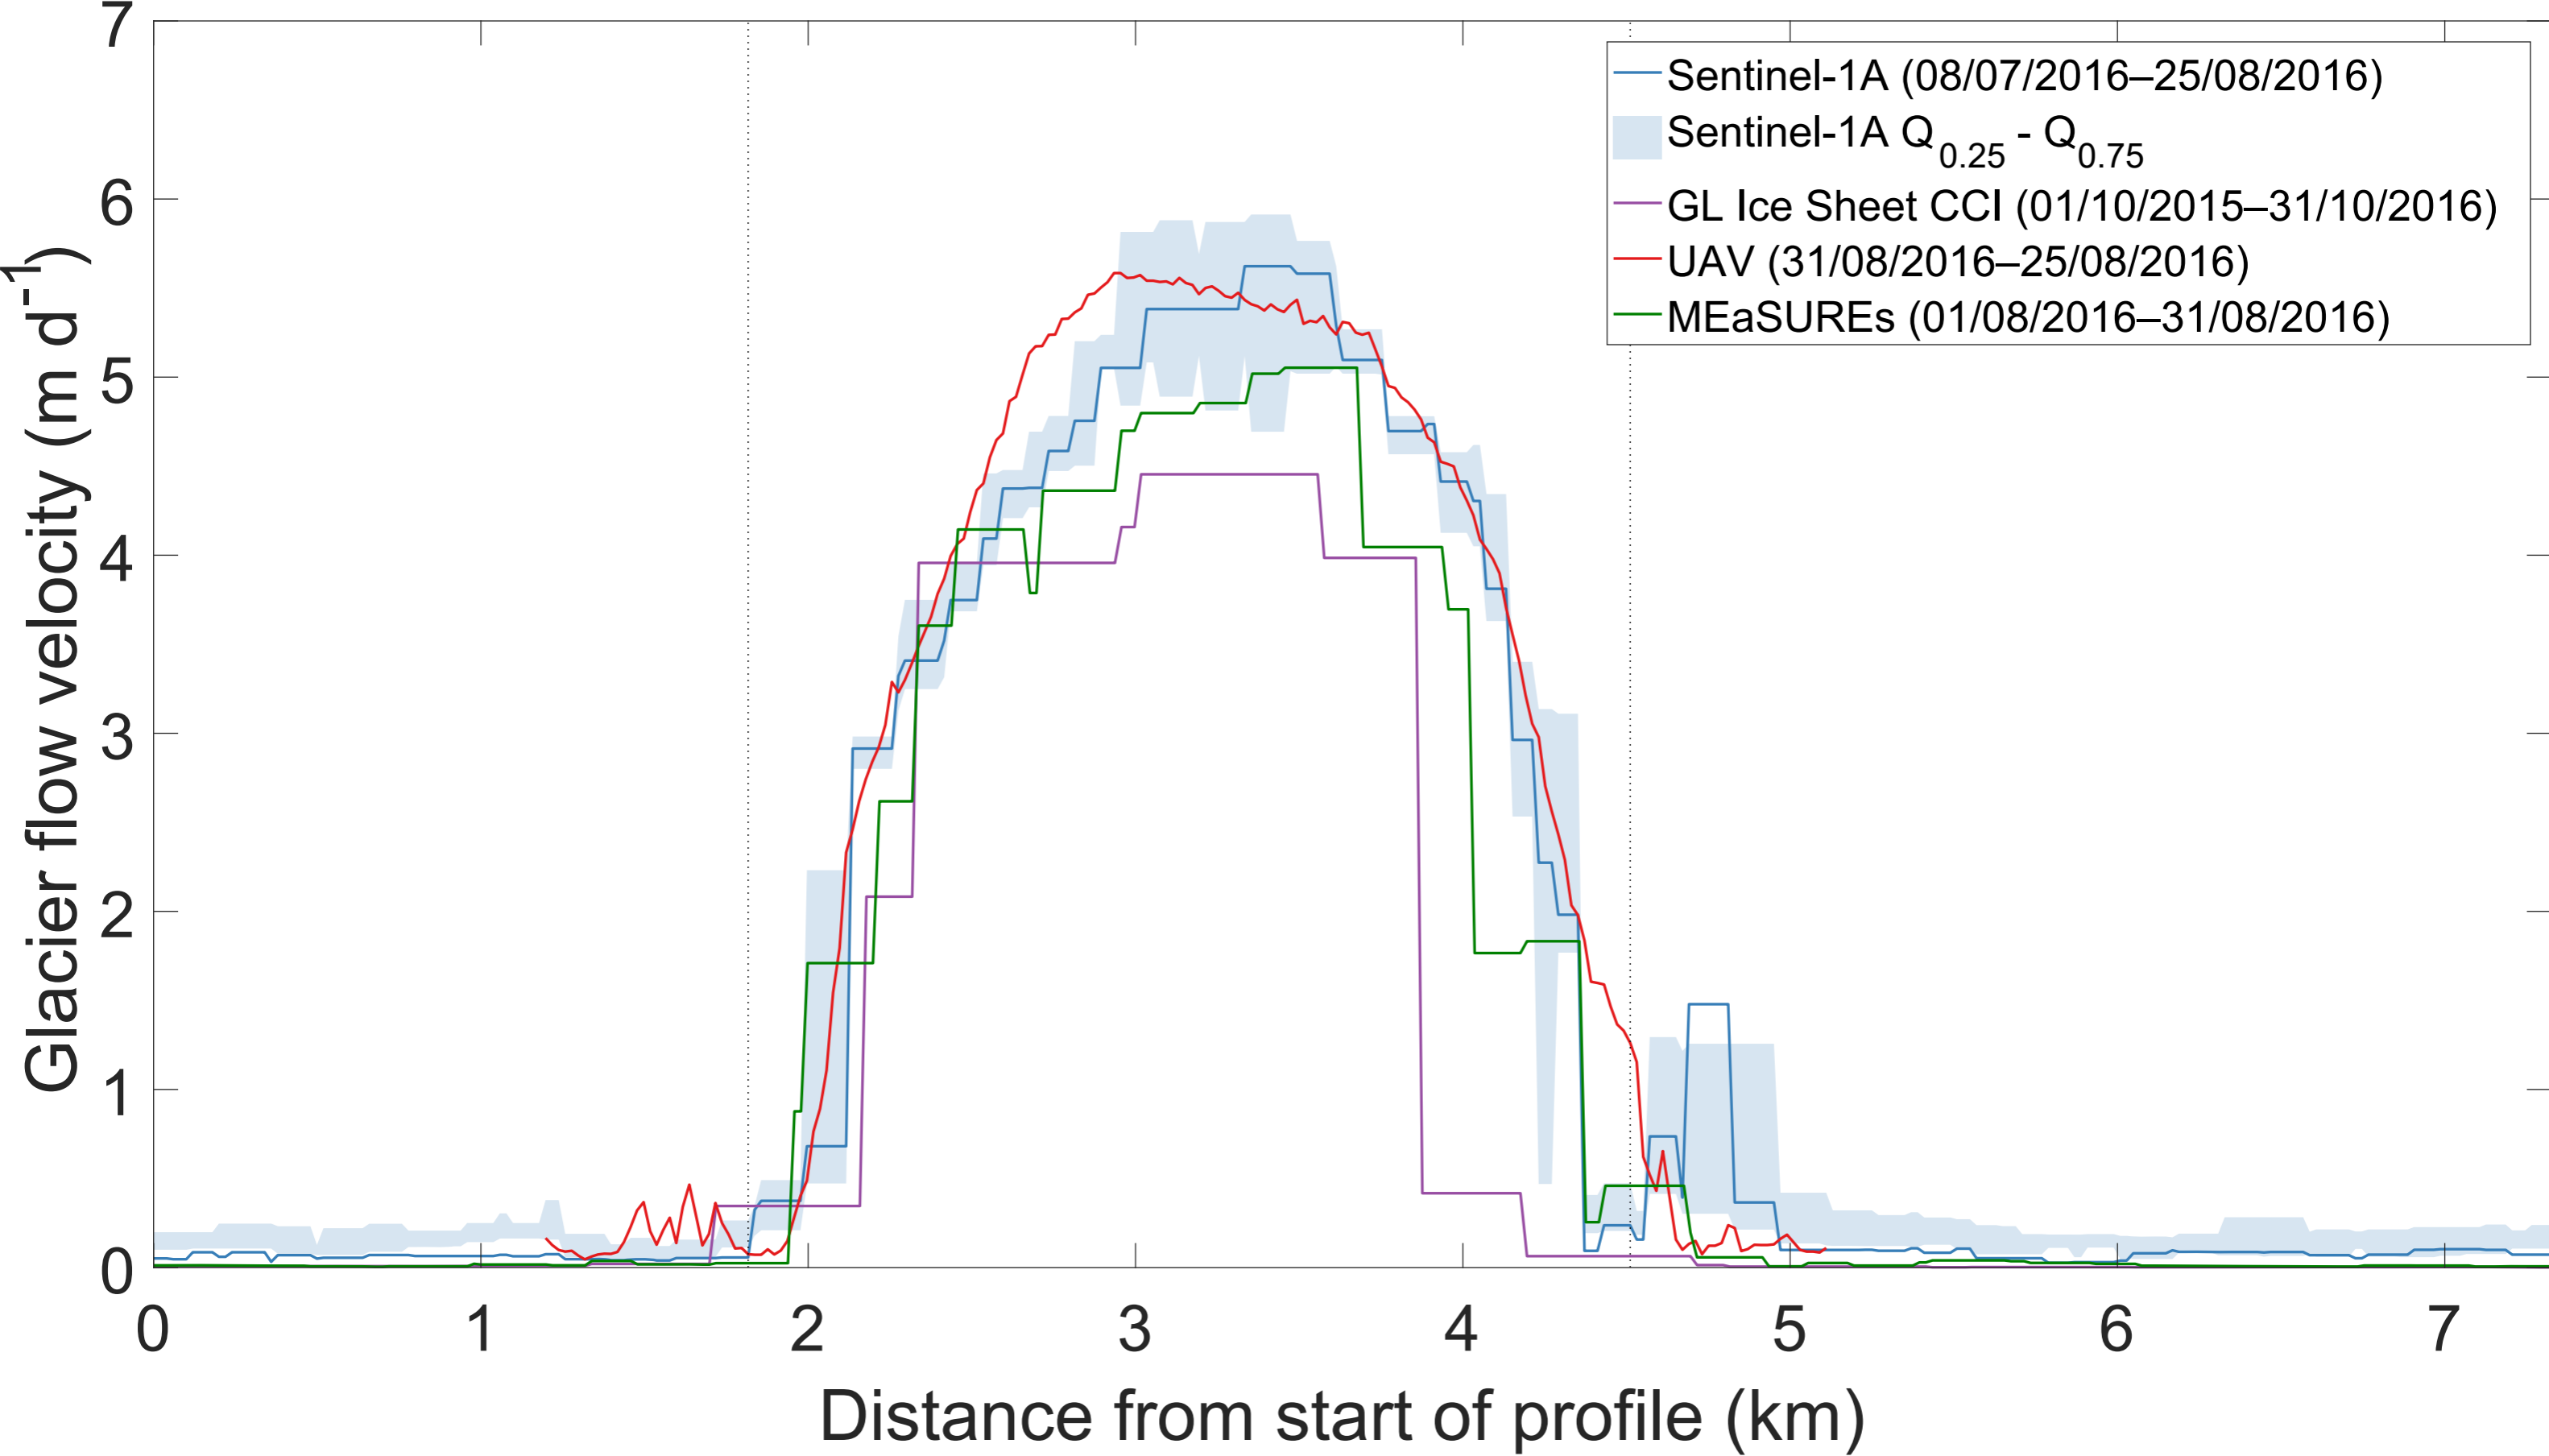 7
6
5
4
3
2
1
0
Glacier flow velocity (m d⁻¹)
Sentinel-1A (08/07/2016–25/08/2016)
Sentinel-1A Q₀.₂₅ - Q₀.₇₅
GL Ice Sheet CCI (01/10/2015–31/10/2016)
UAV (31/08/2016–25/08/2016)
MEaSUREs (01/08/2016–31/08/2016)
0 1 2 3 4 5 6 7
Distance from start of profile (km)